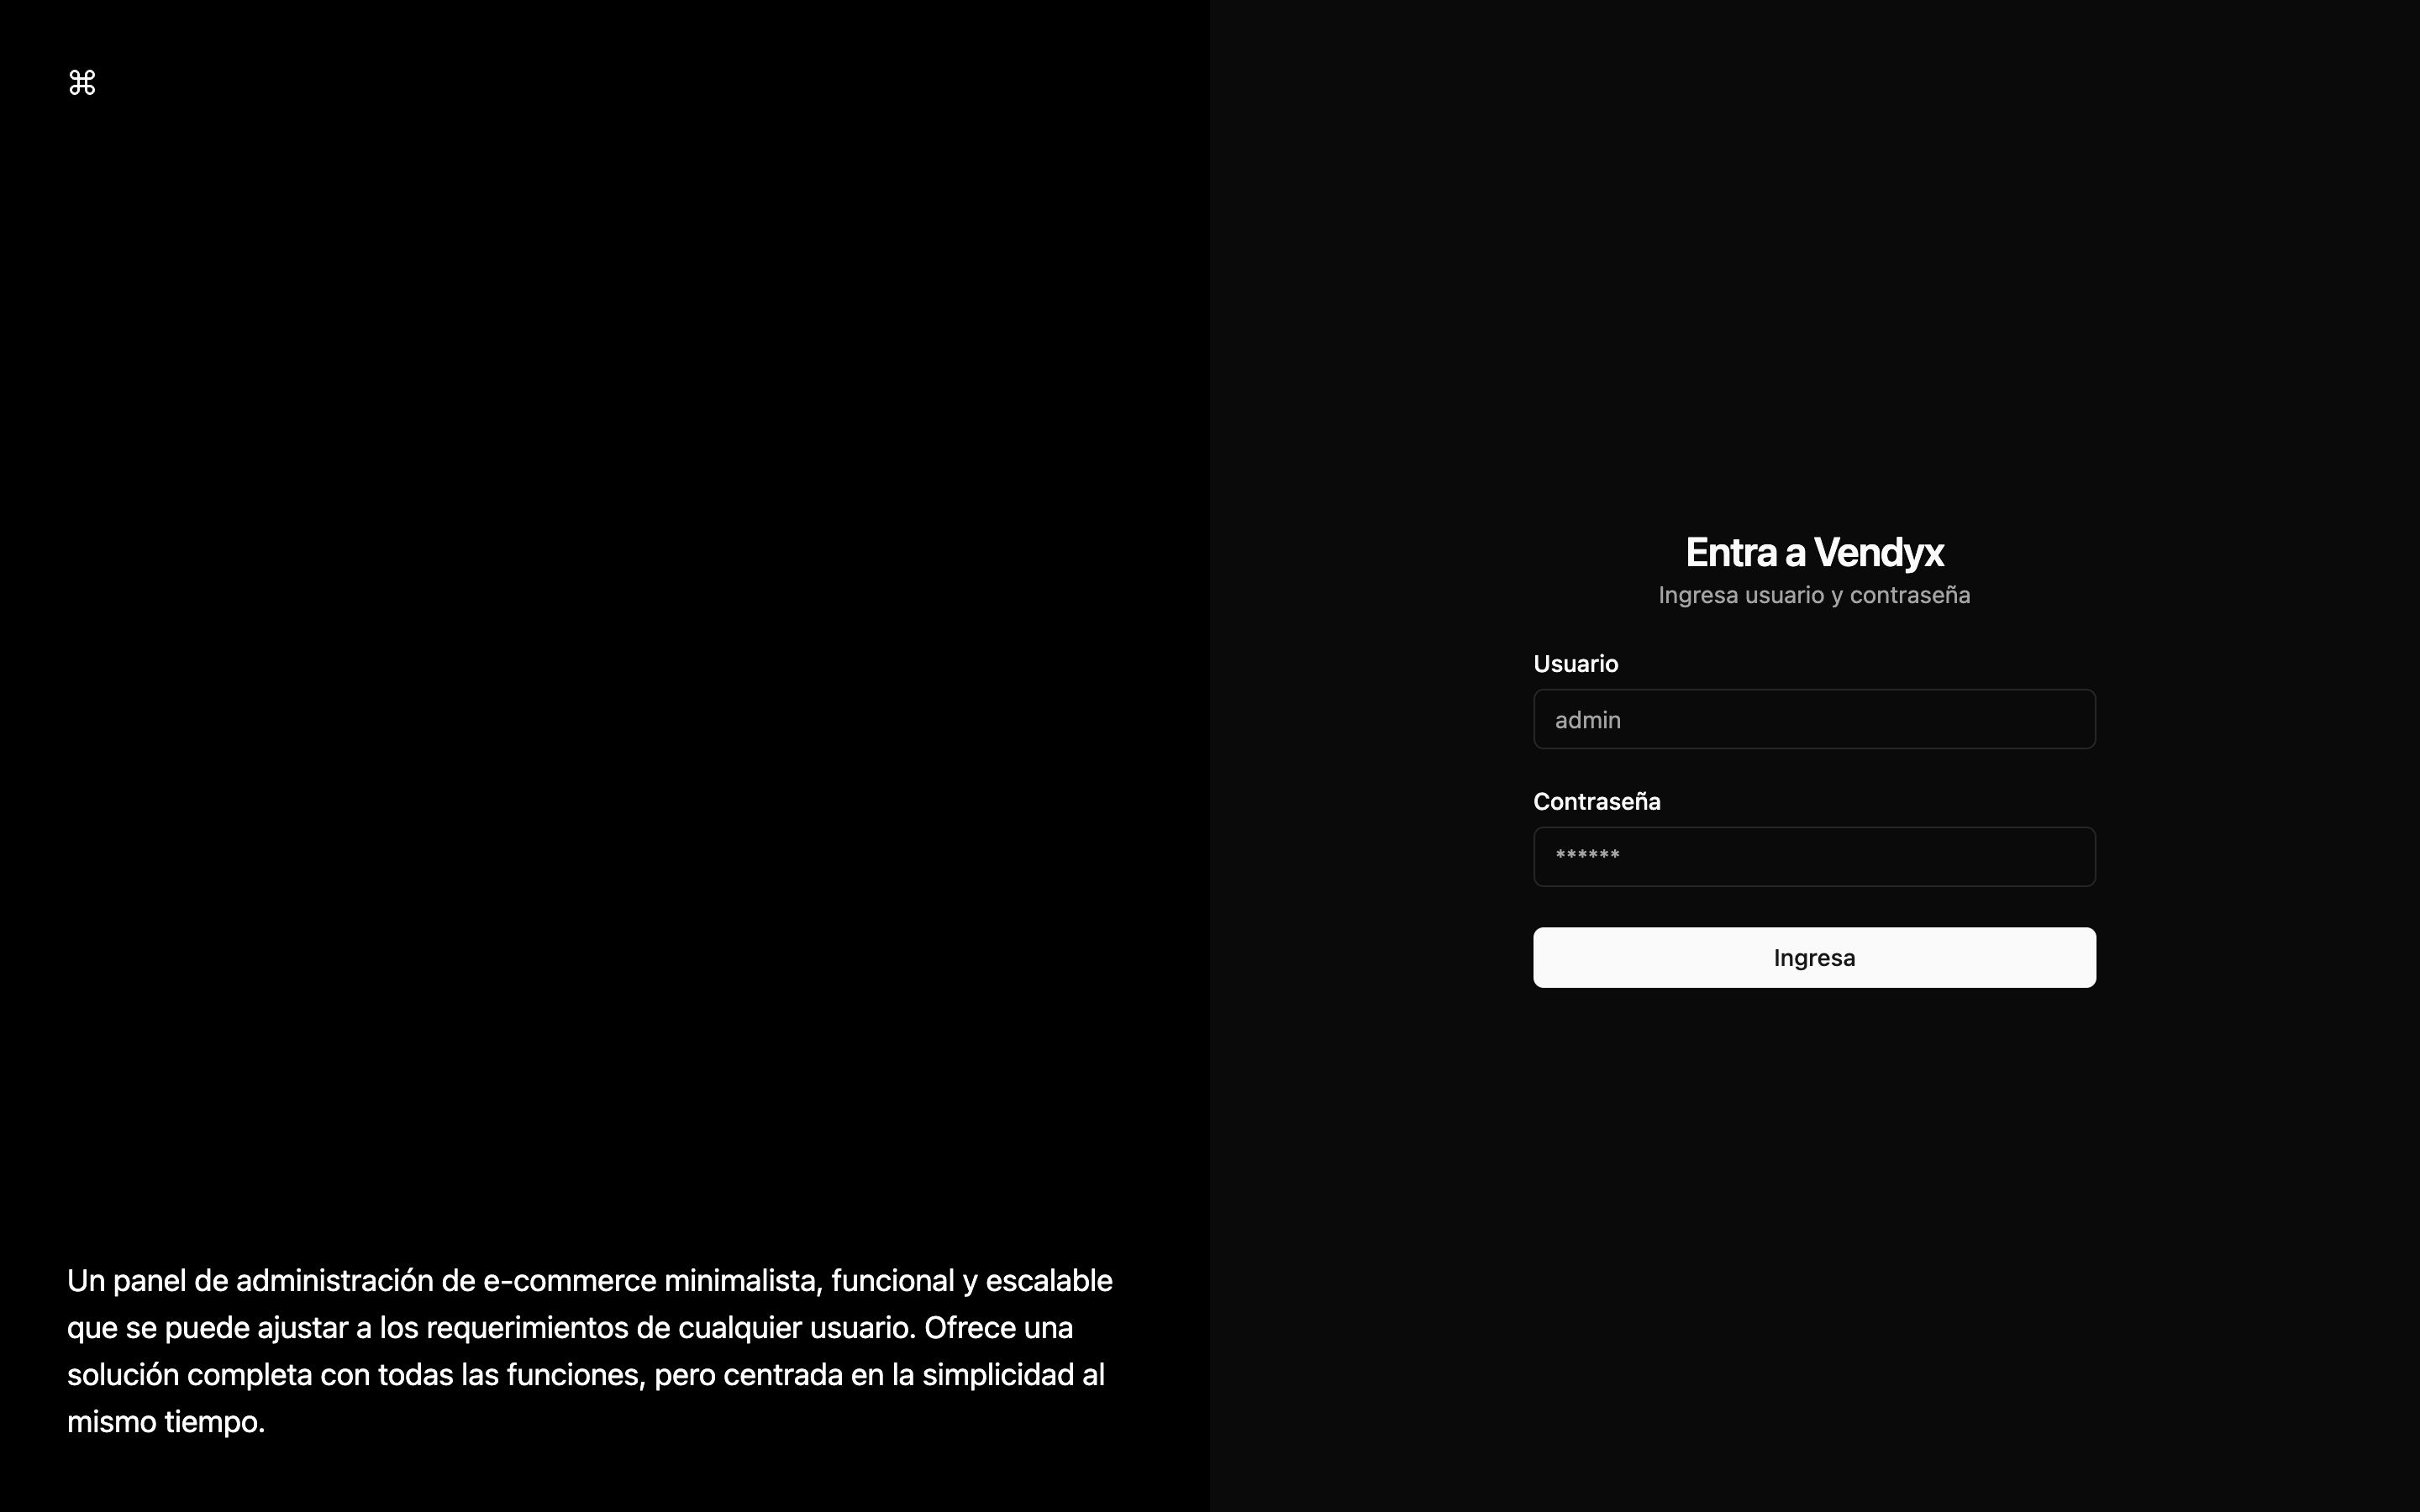 ⌘
Entra a Vendyx
Ingresa usuario y contraseña
Usuario
admin
Contraseña
******
Ingresa
Un panel de administración de e-commerce minimalista, funcional y escalable
que se puede ajustar a los requerimientos de cualquier usuario. Ofrece una
solución completa con todas las funciones, pero centrada en la simplicidad al
mismo tiempo.